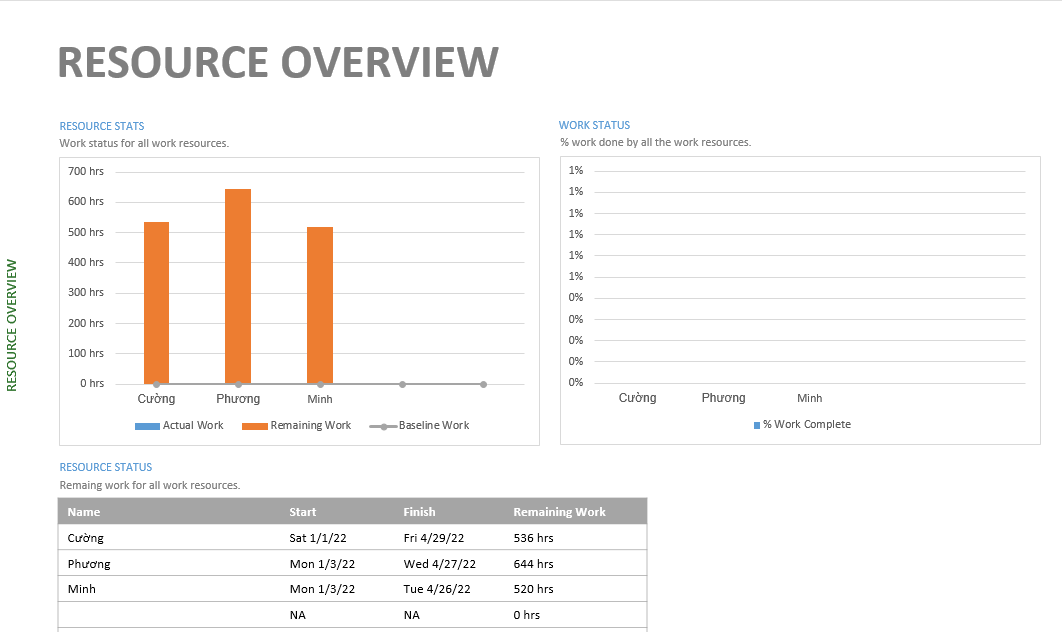 RESOURCE OVERVIEW
RESOURCE OVERVIEW
RESOURCE STATS
Work status for all work resources.
700 hrs
600 hrs
500 hrs
400 hrs
300 hrs
200 hrs
100 hrs
0 hrs
Cường Phương Minh
Actual Work Remaining Work Baseline Work
WORK STATUS
% work done by all the work resources.
1%
1%
1%
1%
1%
1%
0%
0%
0%
0%
0%
Cường Phương Minh
% Work Complete
RESOURCE STATUS
Remaing work for all work resources.
Name Start Finish Remaining Work
Cường Sat 1/1/22 Fri 4/29/22 536 hrs
Phương Mon 1/3/22 Wed 4/27/22 644 hrs
Minh Mon 1/3/22 Tue 4/26/22 520 hrs
NA NA 0 hrs